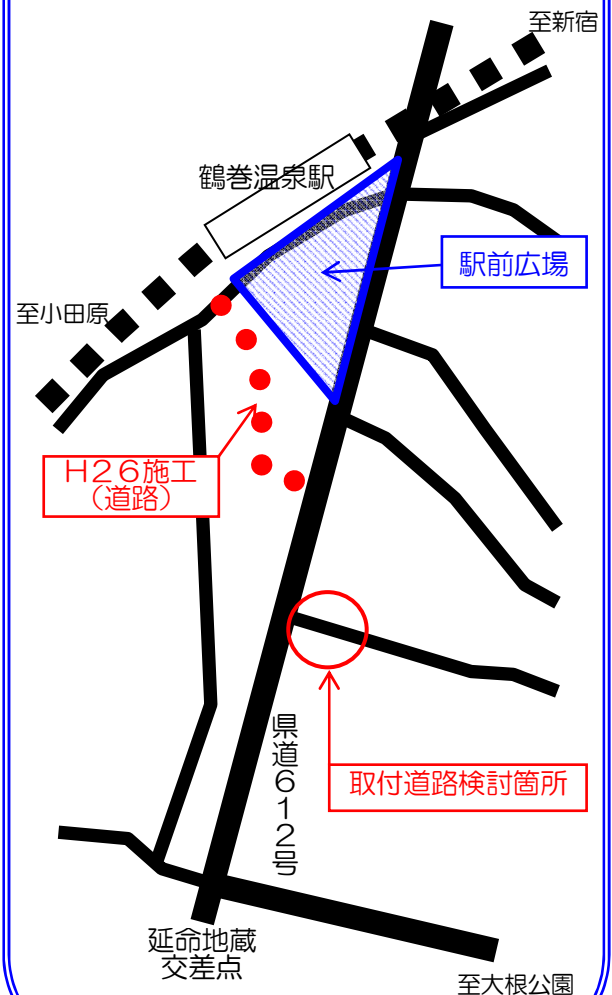 至新宿
鶴巻温泉駅
駅前広場
至小田原
H26施工
(道路)
県道612号
取付道路検討箇所
延命地蔵
交差点
至大根公園